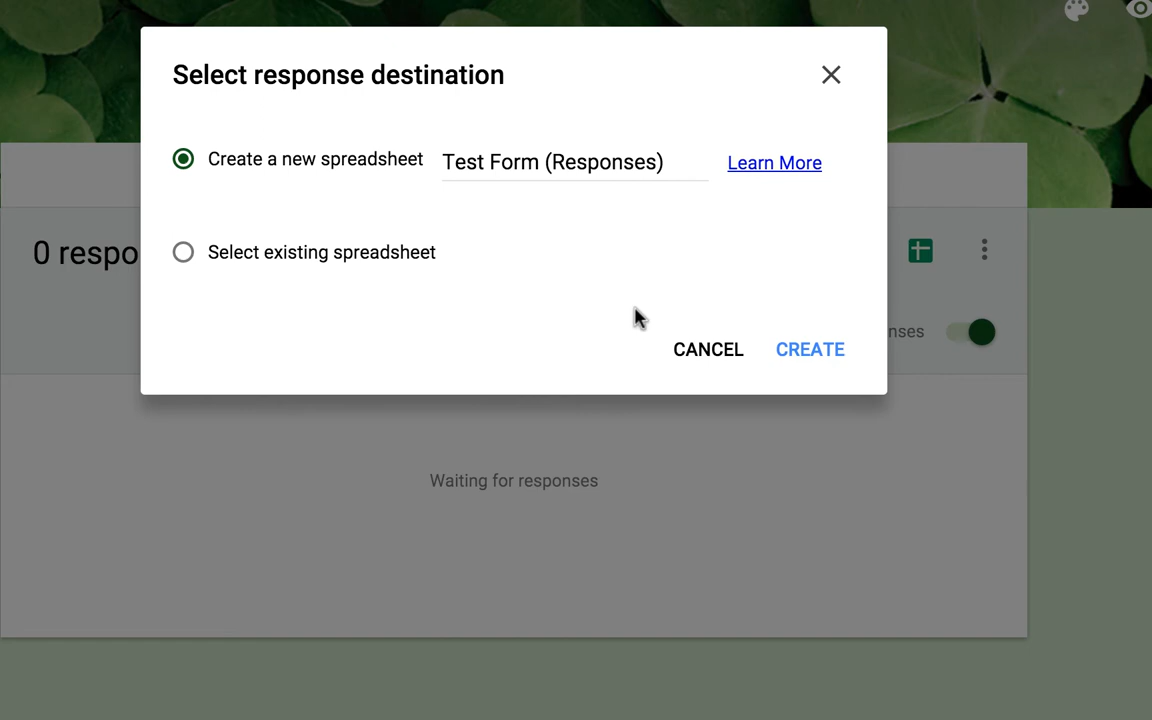 Select response destination
Create a new spreadsheet Test Form (Responses) Learn More
0 respo
Select existing spreadsheet
nses
CANCEL CREATE
Waiting for responses